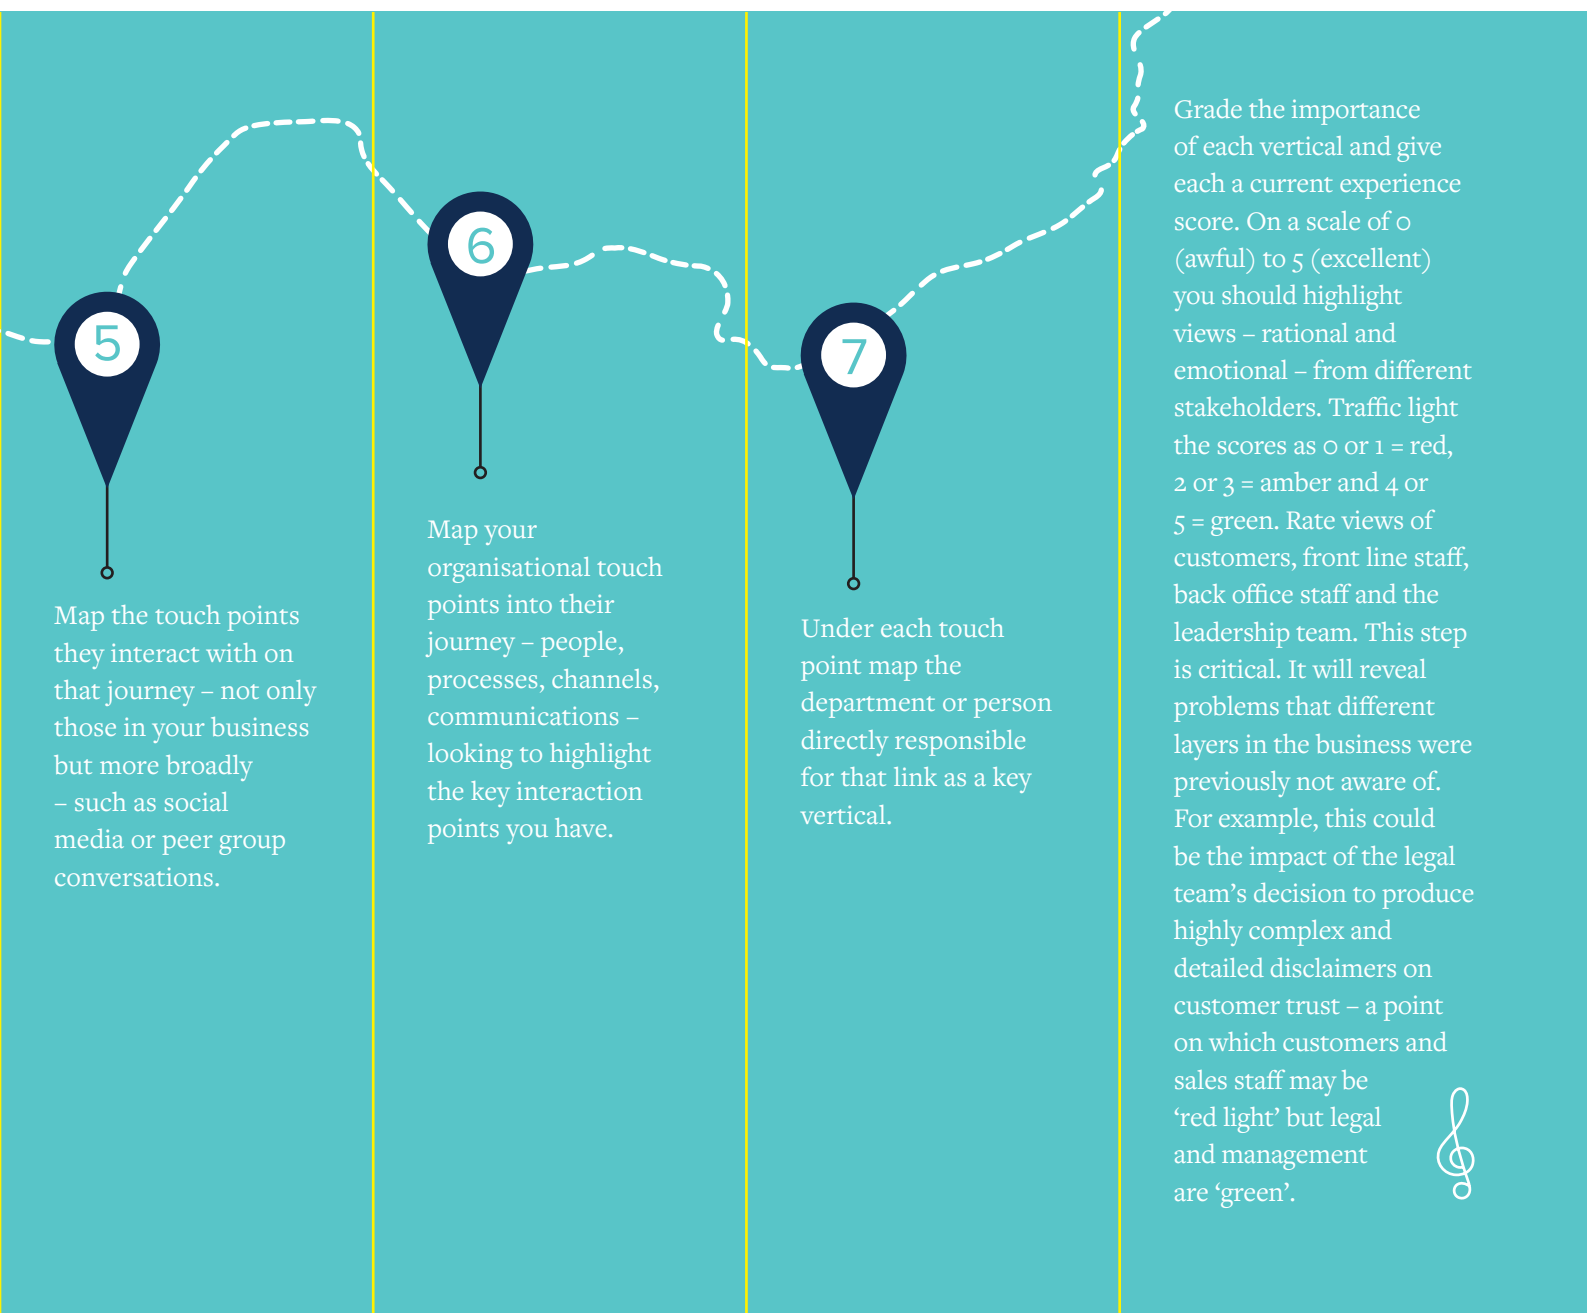 5
Map the touch points
they interact with on
that journey – not only
those in your business
but more broadly
– such as social
media or peer group
conversations.
6
Map your
organisational touch
points into their
journey – people,
processes, channels,
communications –
looking to highlight
the key interaction
points you have.
7
Under each touch
point map the
department or person
directly responsible
for that link as a key
vertical.
Grade the importance
of each vertical and give
each a current experience
score. On a scale of 0
(awful) to 5 (excellent)
you should highlight
views – rational and
emotional – from different
stakeholders. Traffic light
the scores as 0 or 1 = red,
2 or 3 = amber and 4 or
5 = green. Rate views of
customers, front line staff,
back office staff and the
leadership team. This step
is critical. It will reveal
problems that different
layers in the business were
previously not aware of.
For example, this could
be the impact of the legal
team’s decision to produce
highly complex and
detailed disclaimers on
customer trust – a point
on which customers and
sales staff may be
‘red light’ but legal
and management
are ‘green’.